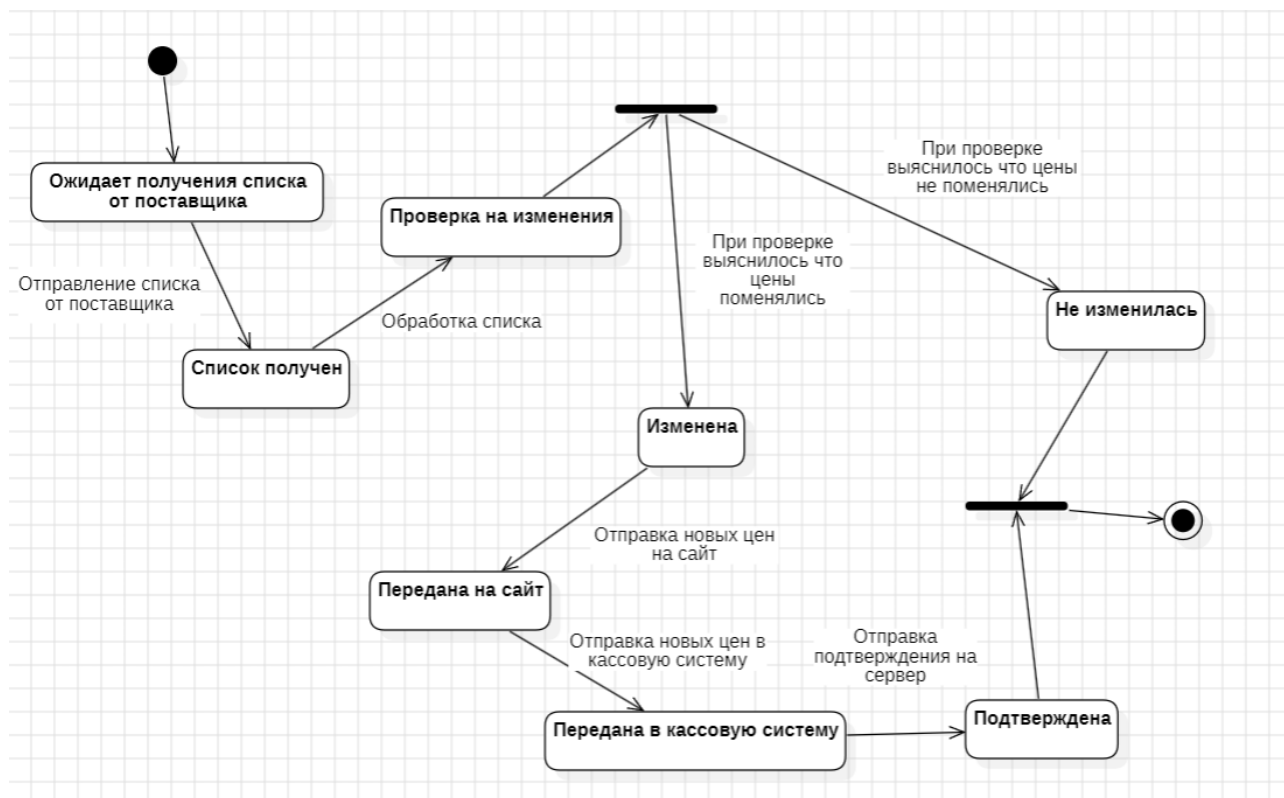 Ожидает получения списка
от поставщика
Отправление списка
от поставщика
Список получен
Обработка списка
Проверка на изменения
При проверке
выяснилось что цены
не поменялись
При проверке
выяснилось что
цены
поменялись
Не изменилась
Изменена
Отправка новых цен
на сайт
Передана на сайт
Отправка новых цен в
кассовую систему
Передана в кассовую систему
Отправка
подтверждения на
сервер
Подтверждена